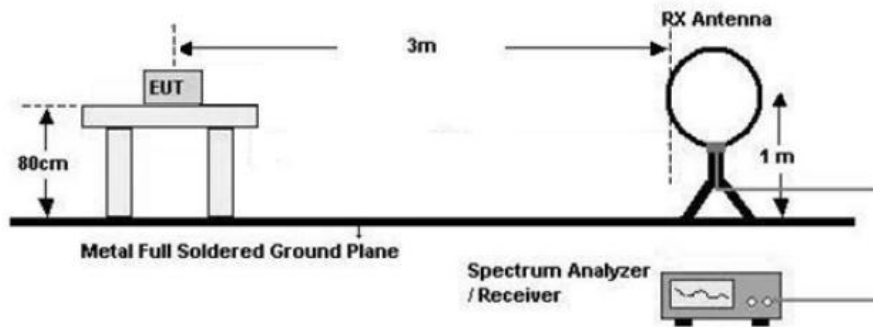 RX Antenna
3m
EUT
80cm
1 m
Metal Full Soldered Ground Plane
Spectrum Analyzer
/ Receiver